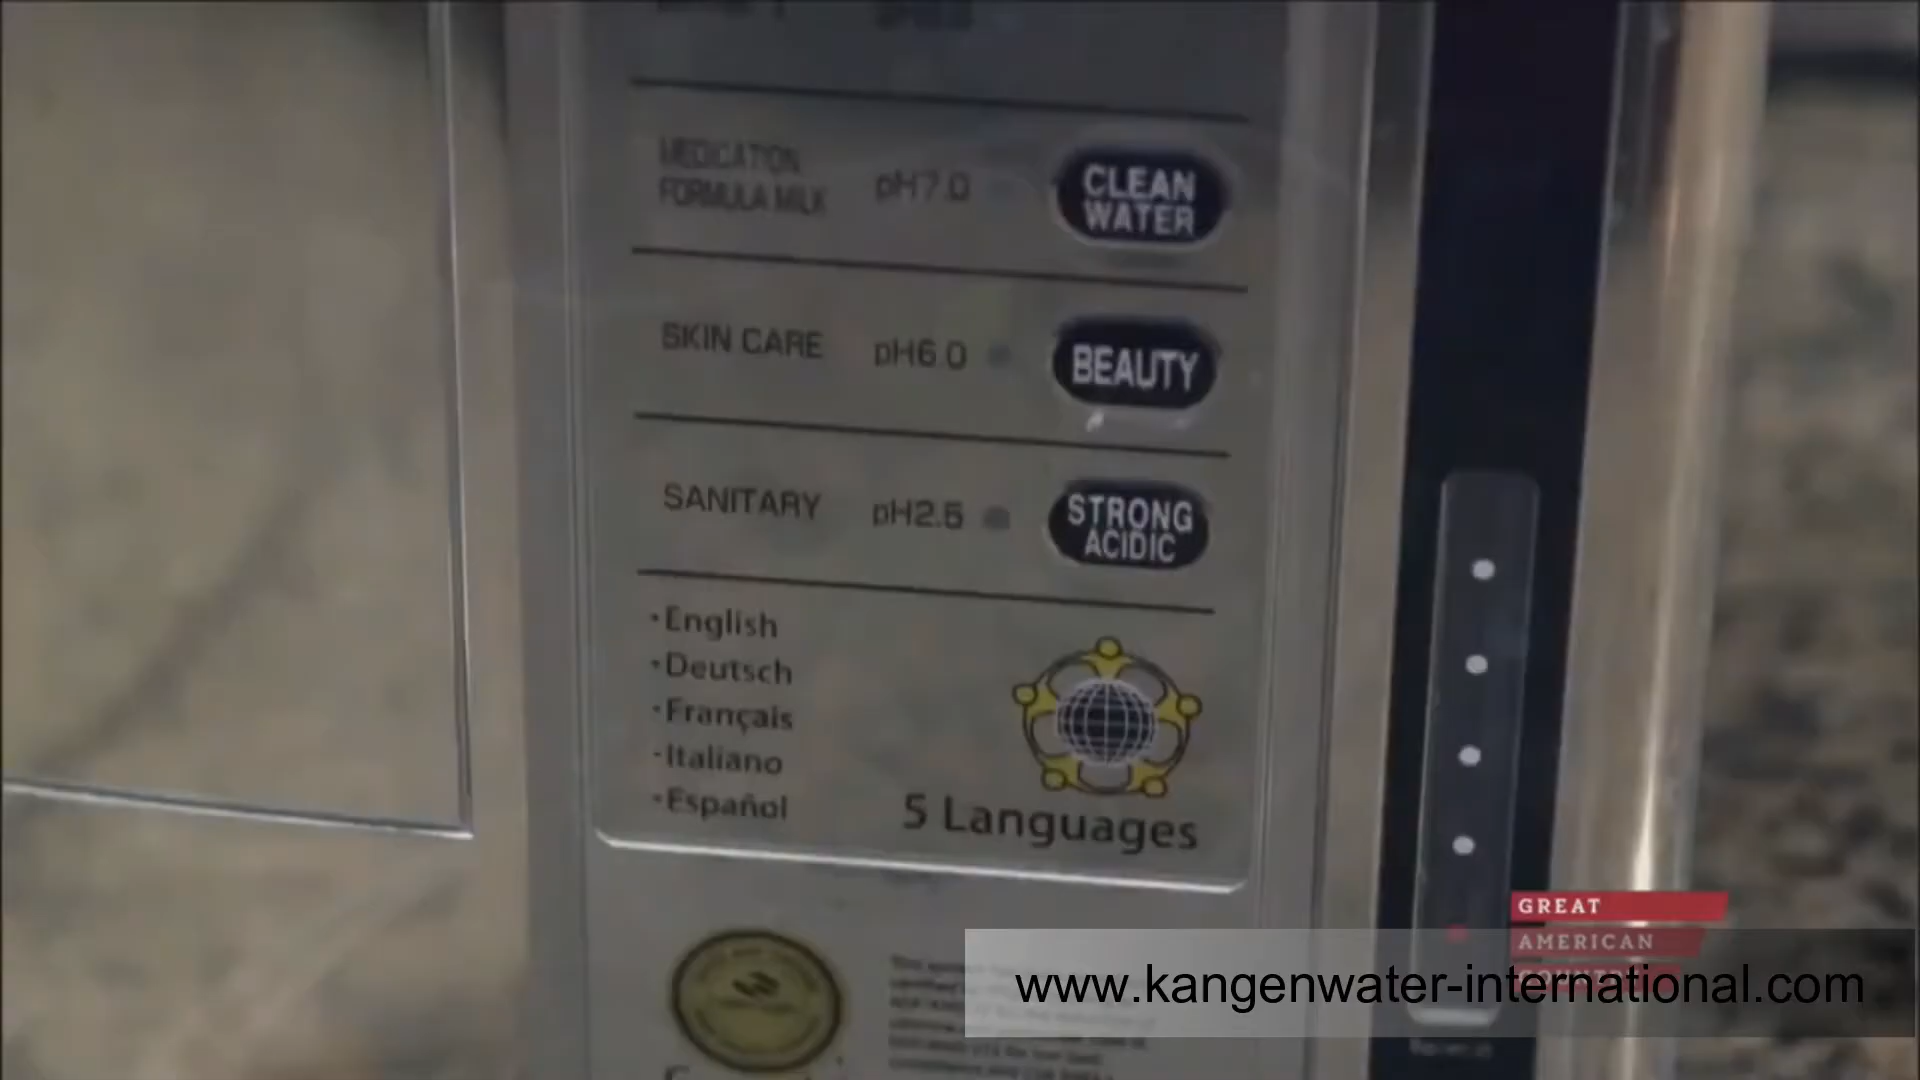 MEDICATION
FORMULA MILK
pH7.0
CLEAN
WATER
SKIN CARE
pH6.0
BEAUTY
SANITARY
pH2.5
STRONG
ACIDIC
·English
·Deutsch
·Français
·Italiano
·Español
5 Languages
GREAT
AMERICAN
COUNTRY
www.kangenwater-international.com